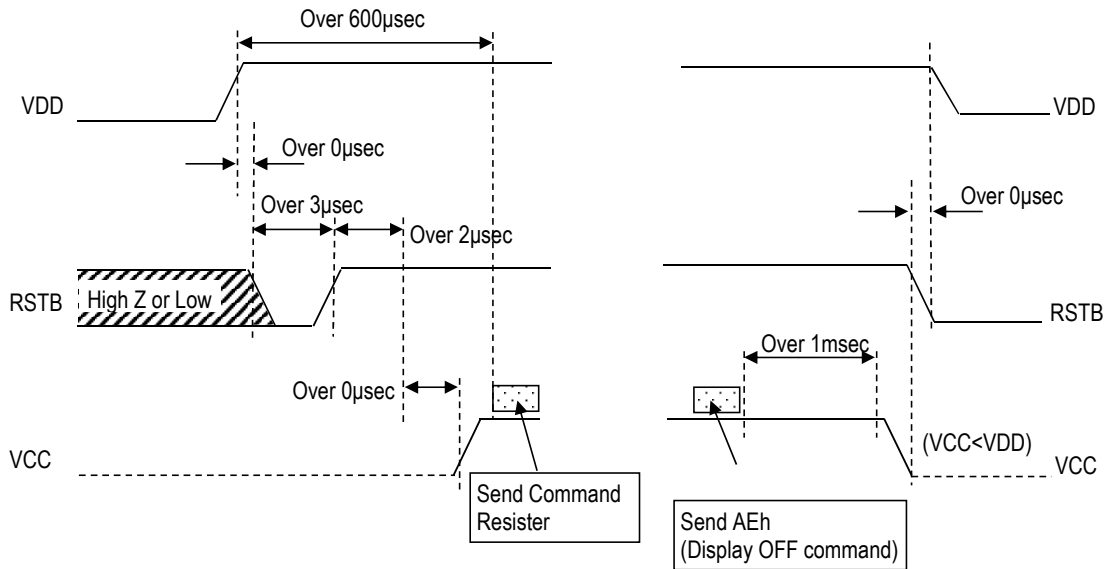 Over 600µsec
VDD
VDD
Over 0µsec
Over 0µsec
Over 3µsec
Over 2µsec
High Z or Low
RSTB
RSTB
Over 1msec
Over 0µsec
(VCC<VDD)
VCC
VCC
Send Command
Resister
Send AEh
(Display OFF command)